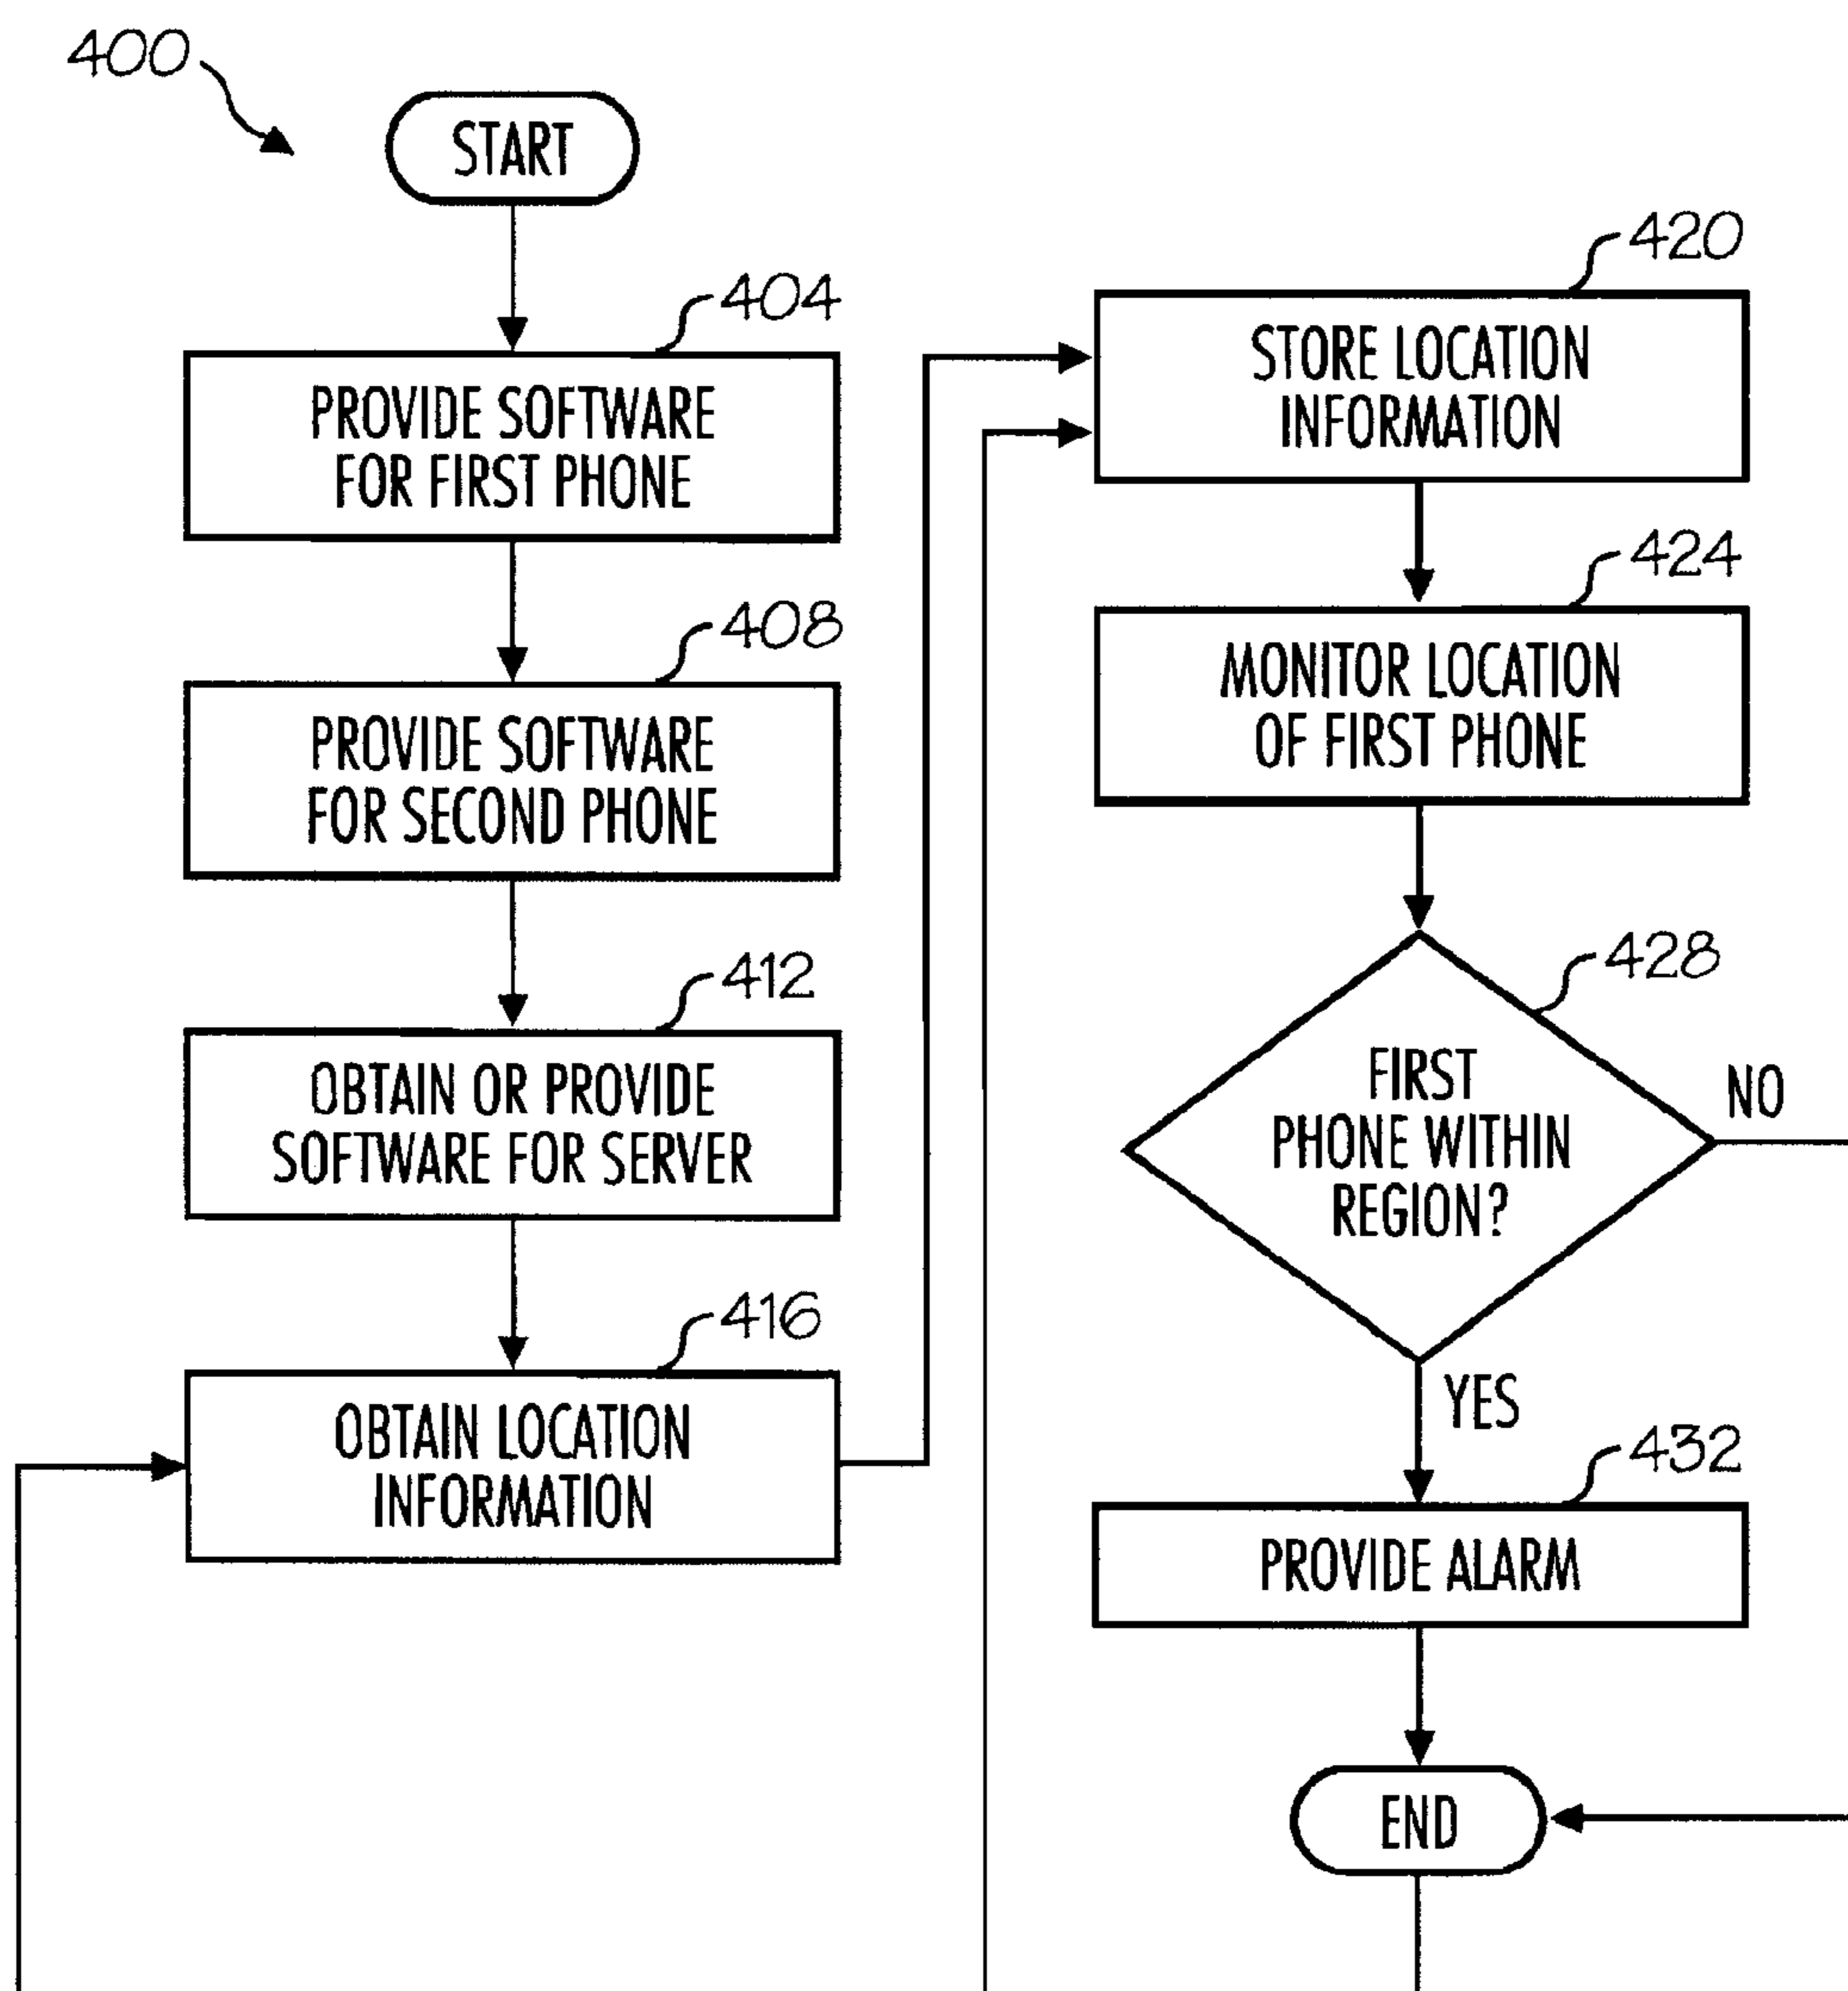 400
START
404
PROVIDE SOFTWARE
FOR FIRST PHONE
408
PROVIDE SOFTWARE
FOR SECOND PHONE
412
OBTAIN OR PROVIDE
SOFTWARE FOR SERVER
416
OBTAIN LOCATION
INFORMATION
420
STORE LOCATION
INFORMATION
424
MONITOR LOCATION
OF FIRST PHONE
428
FIRST
PHONE WITHIN
REGION?
NO
YES
432
PROVIDE ALARM
END